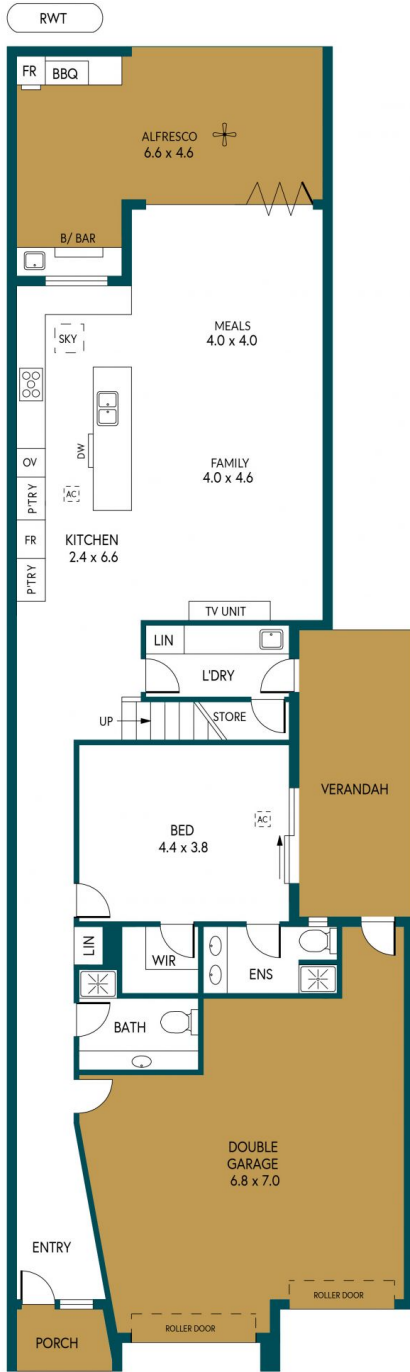 RWT
FR
BBQ
ALFRESCO
6.6 x 4.6
B/ BAR
SKY
MEALS
4.0 x 4.0
DW
OV
P'TRY
AC
FAMILY
4.0 x 4.6
FR
KITCHEN
2.4 x 6.6
P'TRY
TV UNIT
LIN
L'DRY
UP
STORE
VERANDAH
BED
4.4 x 3.8
AC
LIN
WIR
ENS
BATH
DOUBLE
GARAGE
6.8 x 7.0
ENTRY
ROLLER DOOR
ROLLER DOOR
PORCH